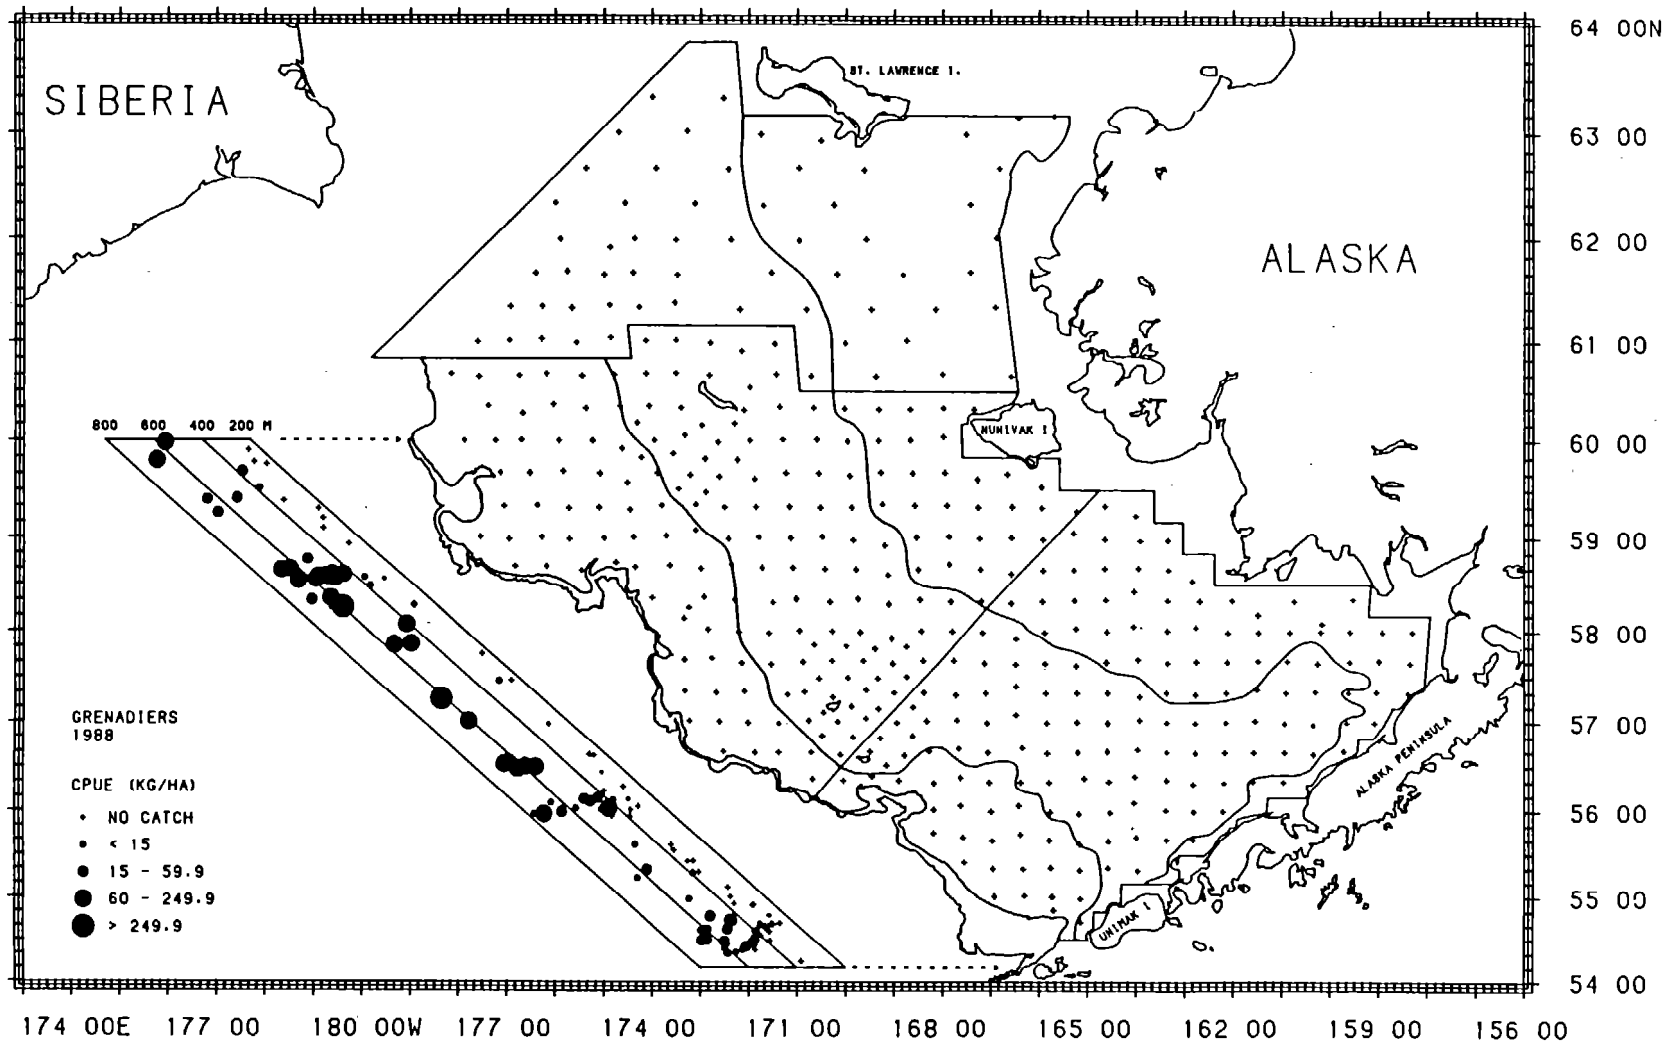 64 00N
ST. LAWRENCE I.
SIBERIA
63 00
62 00
ALASKA
61 00
800 600 400 200 M
NUNIVAK I
60 00
59 00
58 00
GRENADIERS
1988
57 00
ALASKA PENINSULA
CPUE (KG/HA)
NO CATCH
56 00
< 15
15 - 59.9
60 - 249.9
55 00
> 249.9
UNIMAK I
54 00
174 00E 177 00 180 00W 177 00 174 00 171 00 168 00 165 00 162 00 159 00 156 00